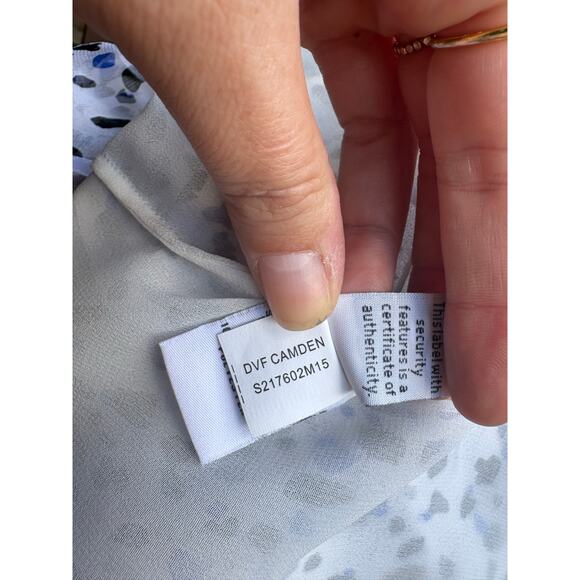 DVF CAMDEN
S217602M15
This label with
security
features is a
certificate of
authenticity.